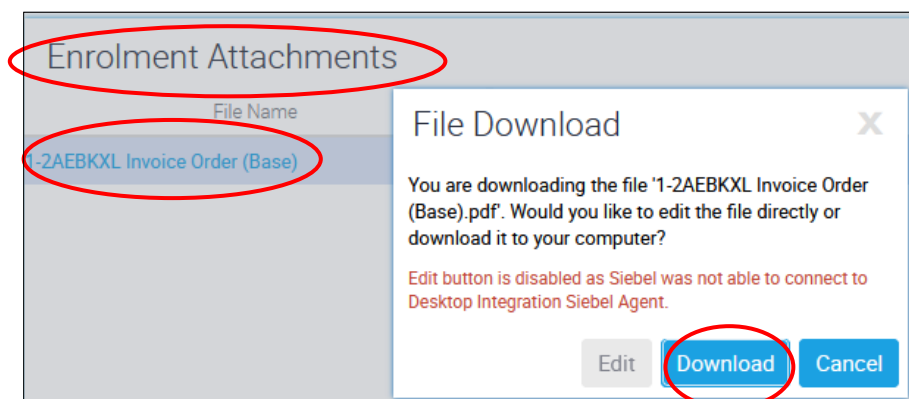 Enrolment Attachments
File Name
1-2AEBKXL Invoice Order (Base)
File Download
X
You are downloading the file '1-2AEBKXL Invoice Order
(Base).pdf'. Would you like to edit the file directly or
download it to your computer?
Edit button is disabled as Siebel was not able to connect to
Desktop Integration Siebel Agent.
Edit Download Cancel